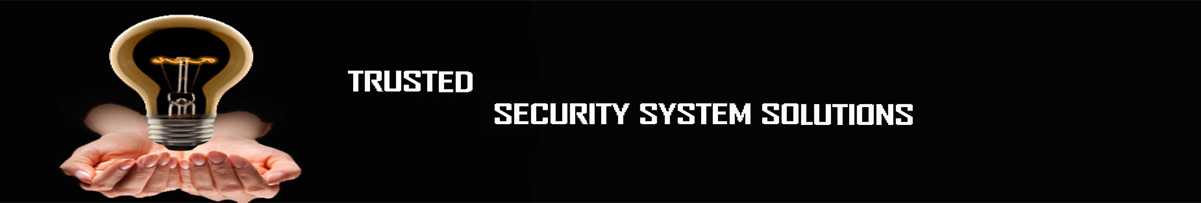 TRUSTED
SECURITY SYSTEM SOLUTIONS